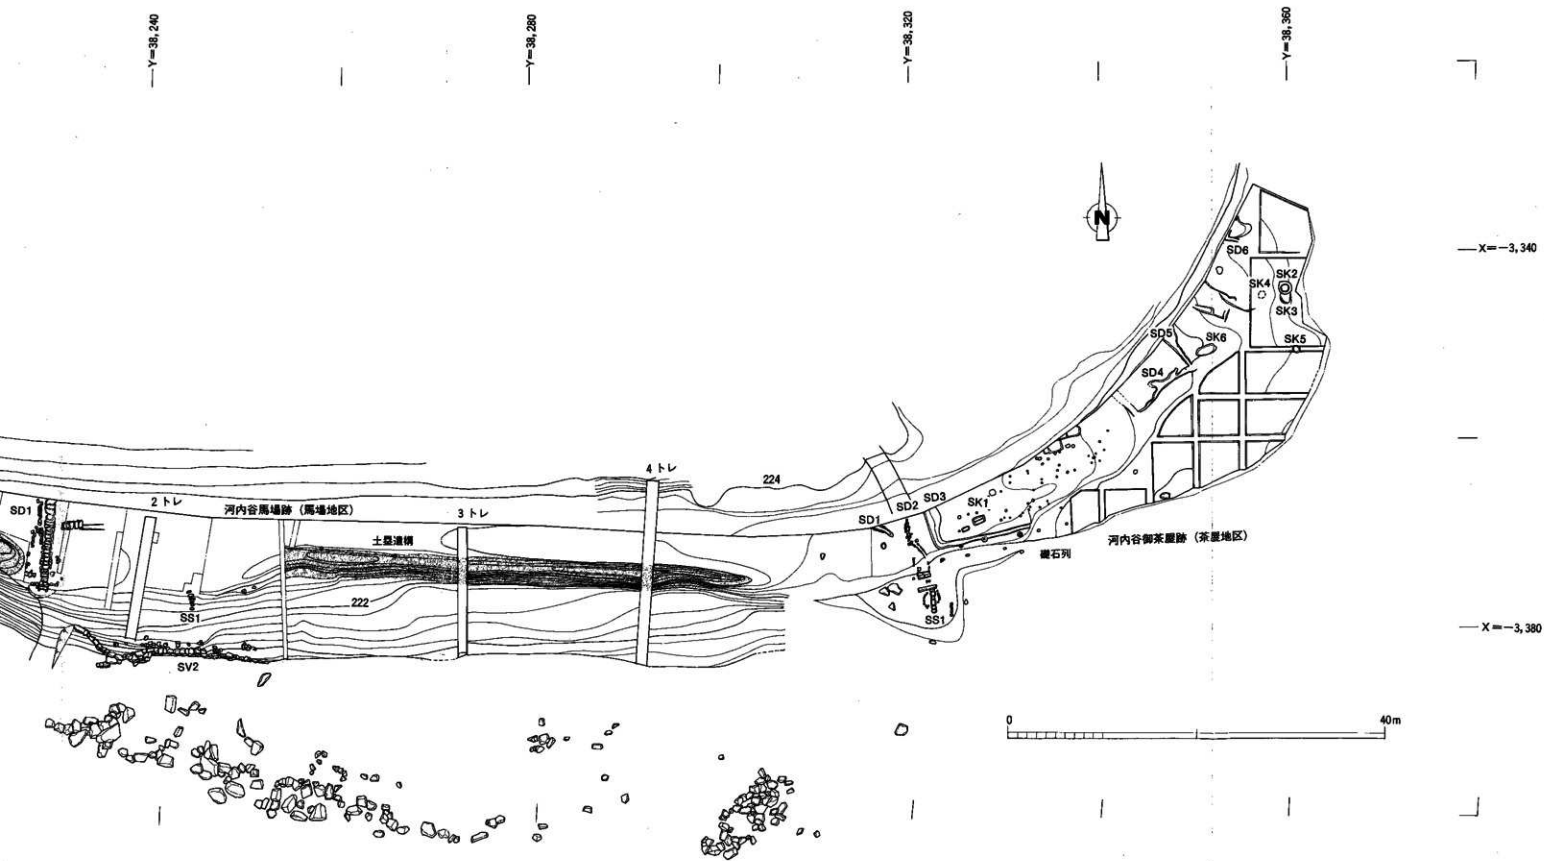 Y=38,240
Y=38,280
Y=38,320
Y=38,360
N
X=-3,340
X=-3,380
SD6
SK2
SK4
SK3
SD5
SK6
SK5
SD4
4トレ
224
2トレ
河内谷馬場跡（馬場地区）
3トレ
SD1
土塁遺構
SD3
SK1
SD2
SD1
河内谷御茶屋跡（茶屋地区）
礎石列
222
SS1
SS1
SV2
0
40m